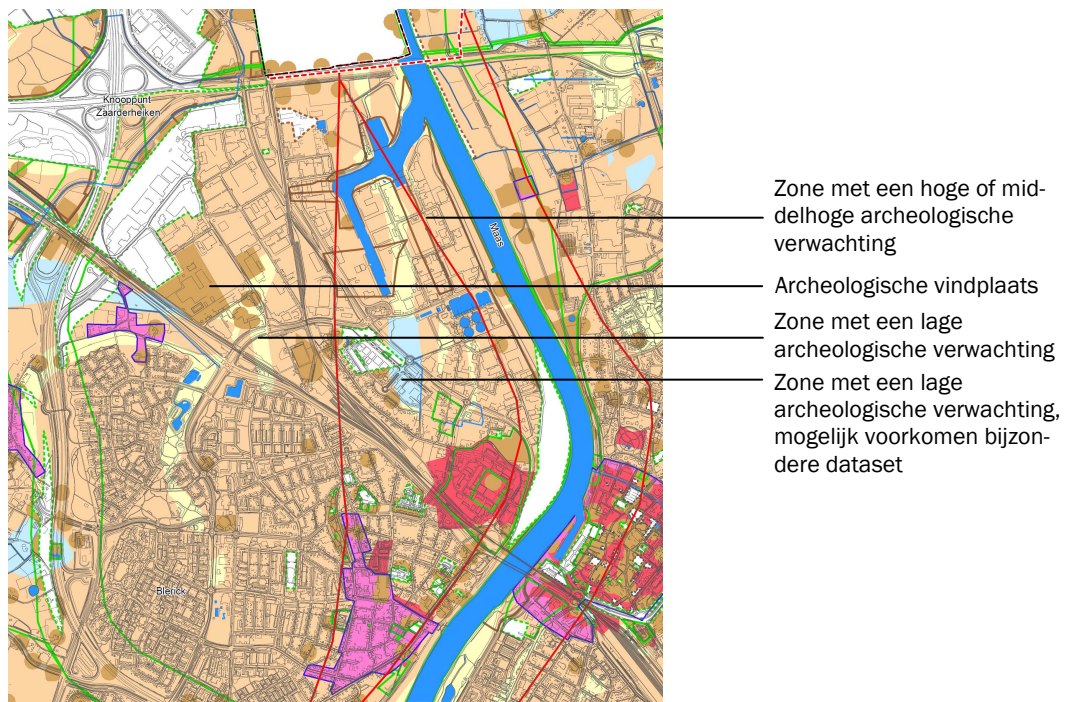 Knooppunt
Zaarderheiken
Maas
Blerick
Zone met een hoge of mid-
delhoge archeologische
verwachting
Archeologische vindplaats
Zone met een lage
archeologische verwachting
Zone met een lage
archeologische verwachting,
mogelijk voorkomen bijzon-
dere dataset